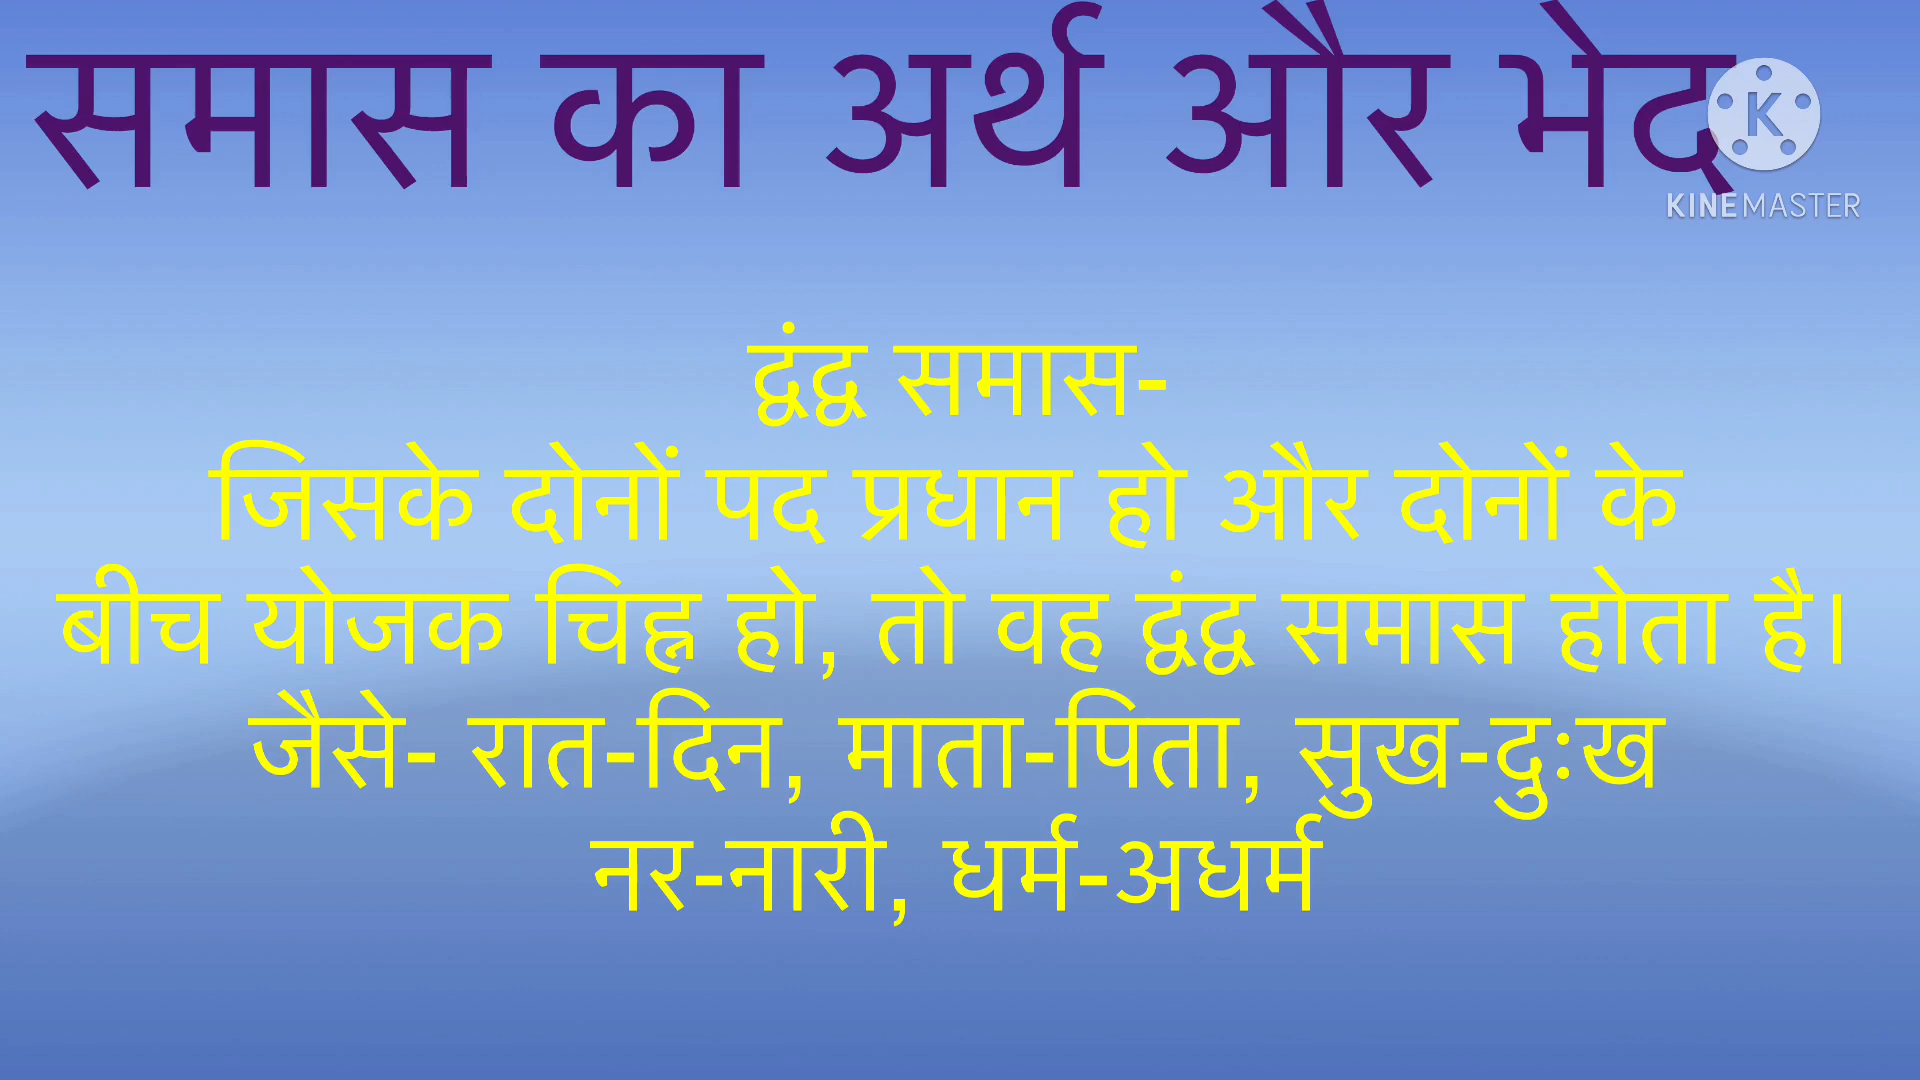 समास का अर्थ और भेद
K
KINEMASTER
द्वंद्व समास-
जिसके दोनों पद प्रधान हो और दोनों के
बीच योजक चिह्न हो, तो वह द्वंद्व समास होता है।
जैसे- रात-दिन, माता-पिता, सुख-दुःख
नर-नारी, धर्म-अधर्म